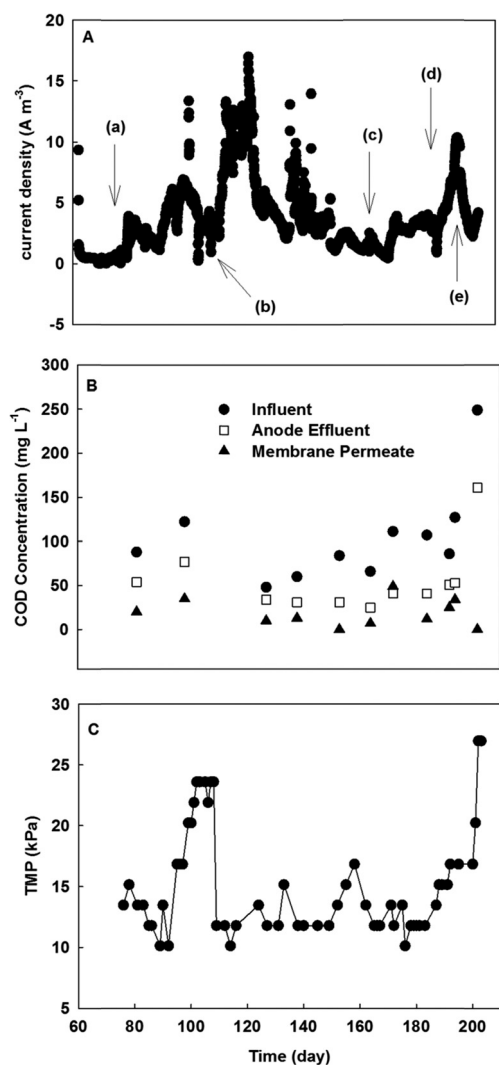 A
20
15
10
5
0
-5
current density (A m-3)
(a)
(b)
(c)
(d)
(e)
B
300
250
200
150
100
50
0
COD Concentration (mg L-1)
Influent
Anode Effluent
Membrane Permeate
C
30
25
20
15
10
5
TMP (kPa)
60 80 100 120 140 160 180 200
Time (day)